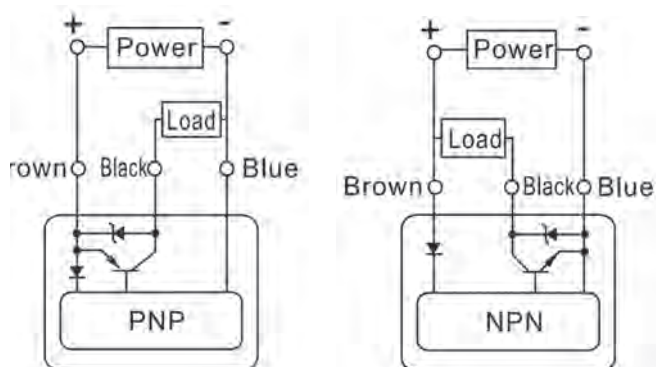 + Power -
Load
rown Black Blue
PNP
+ Power -
Load
Brown Black Blue
NPN